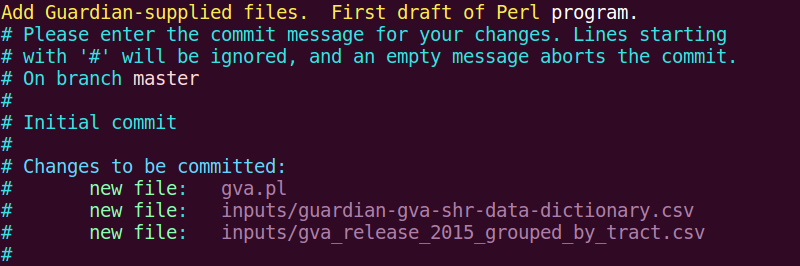 Add Guardian-supplied files.  First draft of Perl program.
# Please enter the commit message for your changes. Lines starting
# with '#' will be ignored, and an empty message aborts the commit.
# On branch master
#
# Initial commit
#
# Changes to be committed:
#       new file:   gva.pl
#       new file:   inputs/guardian-gva-shr-data-dictionary.csv
#       new file:   inputs/gva_release_2015_grouped_by_tract.csv
#